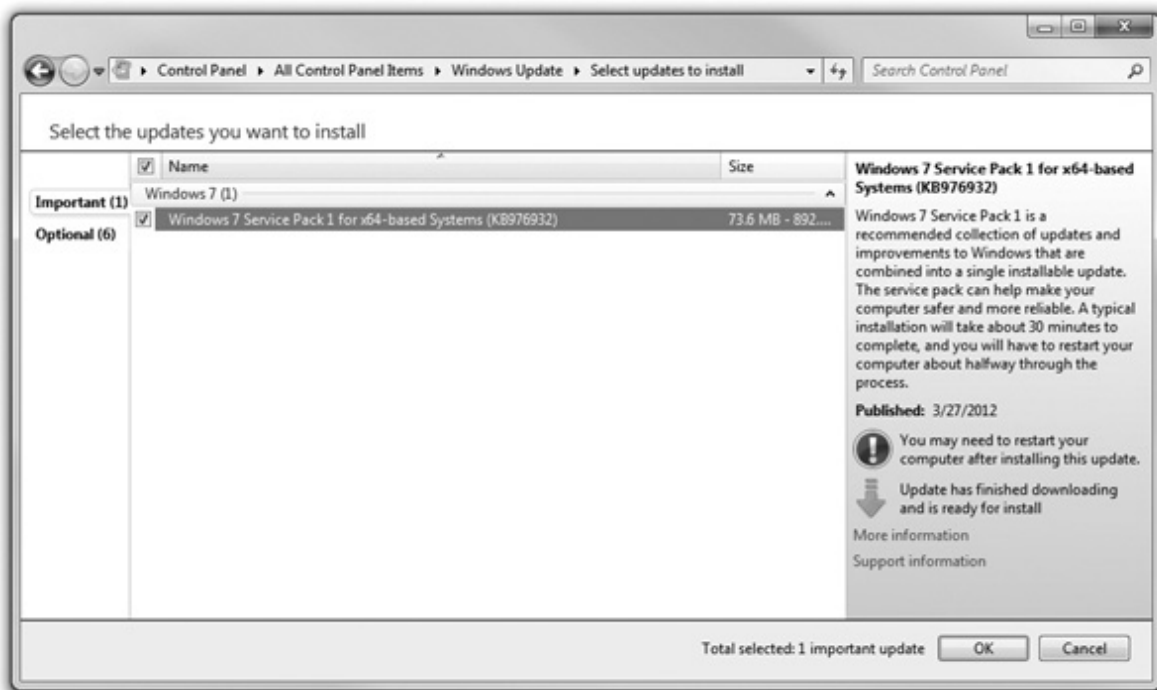 Control Panel ▸ All Control Panel Items ▸ Windows Update ▸ Select updates to install
Search Control Panel
Select the updates you want to install
Name
Size
Important (1)
Optional (6)
Windows 7 (1)
Windows 7 Service Pack 1 for x64-based Systems (KB976932)
73.6 MB - 892....
Windows 7 Service Pack 1 for x64-based
Systems (KB976932)
Windows 7 Service Pack 1 is a
recommended collection of updates and
improvements to Windows that are
combined into a single installable update.
The service pack can help make your
computer safer and more reliable. A typical
installation will take about 30 minutes to
complete, and you will have to restart your
computer about halfway through the
process.
Published: 3/27/2012
You may need to restart your
computer after installing this update.
Update has finished downloading
and is ready for install
More information
Support information
Total selected: 1 important update
OK
Cancel